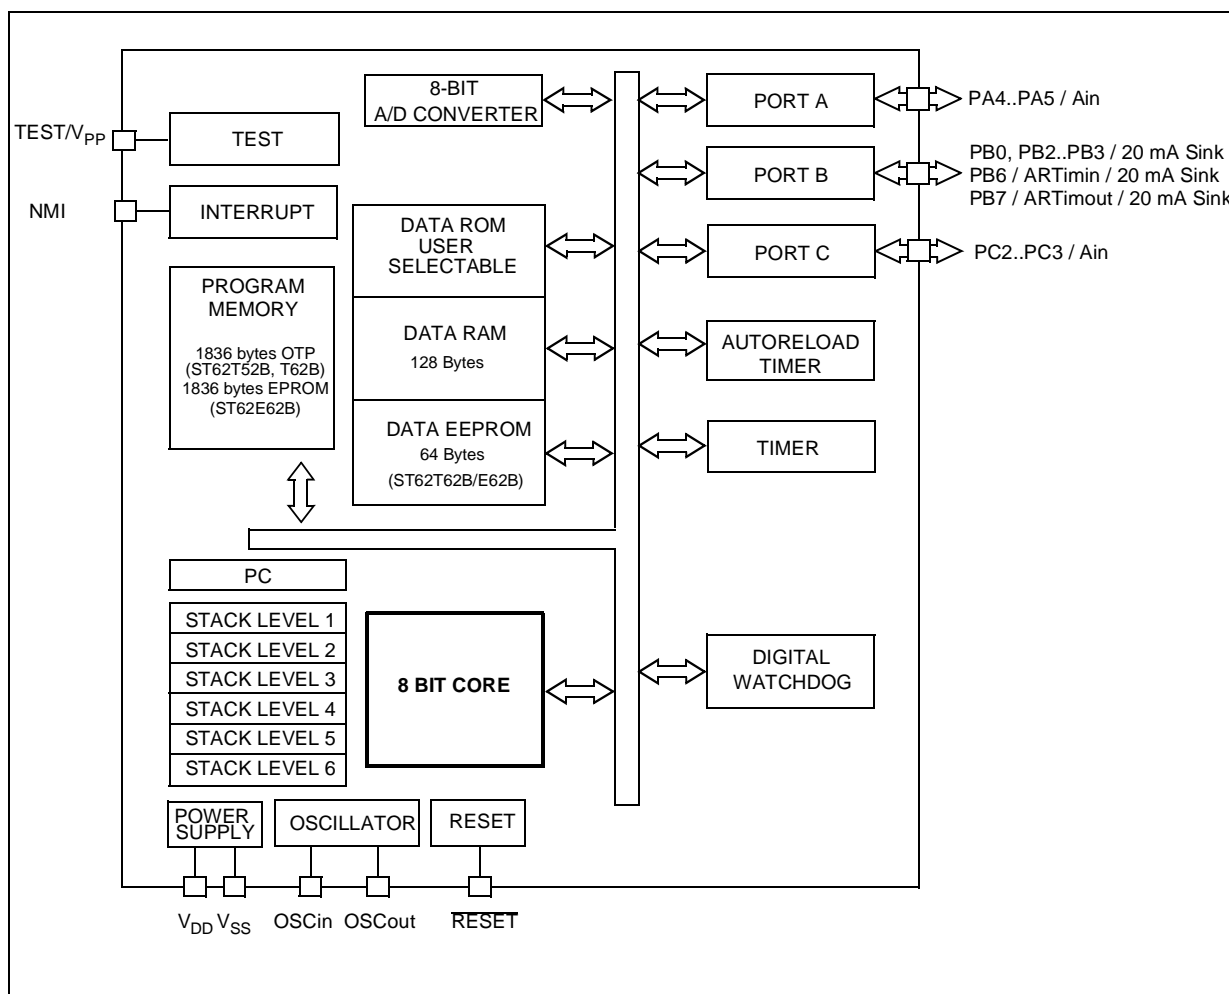 8-BIT
A/D CONVERTER
PORT A
PA4..PA5 / Ain
TEST/VPP
TEST
PORT B
PB0, PB2..PB3 / 20 mA Sink
PB6 / ARTimin / 20 mA Sink
PB7 / ARTimout / 20 mA Sink
NMI
INTERRUPT
DATA ROM
USER
SELECTABLE
PORT C
PC2..PC3 / Ain
PROGRAM
MEMORY
1836 bytes OTP
(ST62T52B, T62B)
1836 bytes EPROM
(ST62E62B)
DATA RAM
128 Bytes
AUTORELOAD
TIMER
DATA EEPROM
64 Bytes
(ST62T62B/E62B)
TIMER
PC
STACK LEVEL 1
STACK LEVEL 2
STACK LEVEL 3
STACK LEVEL 4
STACK LEVEL 5
STACK LEVEL 6
8 BIT CORE
DIGITAL
WATCHDOG
POWER
SUPPLY
OSCILLATOR
RESET
VDD VSS OSCin OSCout RESET